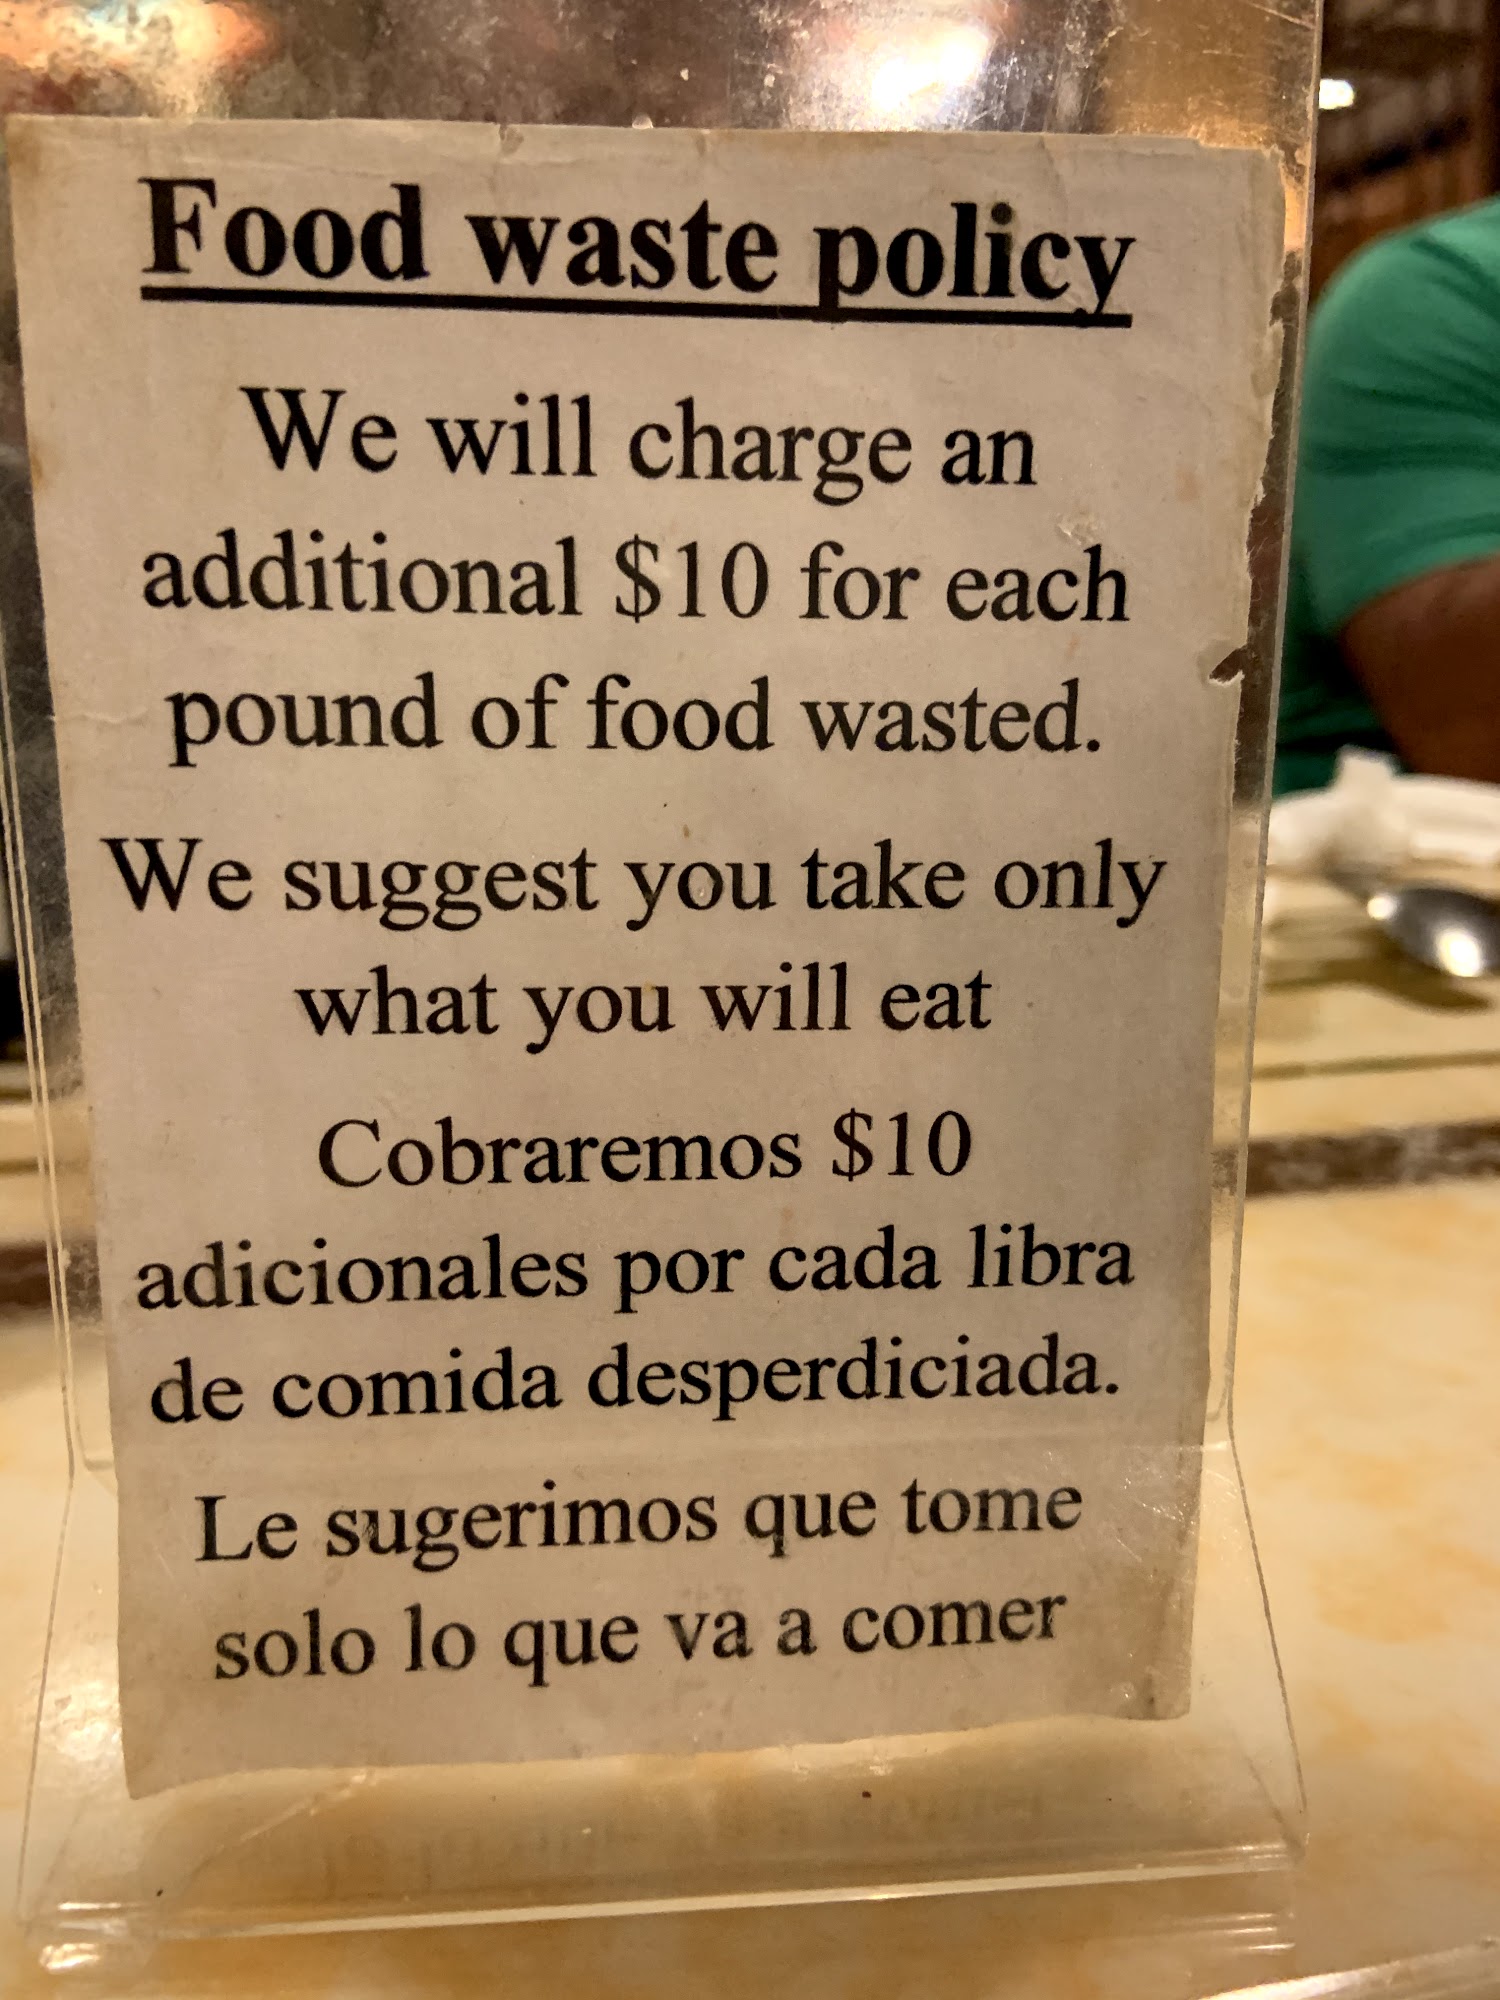 Food waste policy
We will charge an
additional $10 for each
pound of food wasted.
We suggest you take only
what you will eat
Cobraremos $10
adicionales por cada libra
de comida desperdiciada.
Le sugerimos que tome
solo lo que va a comer